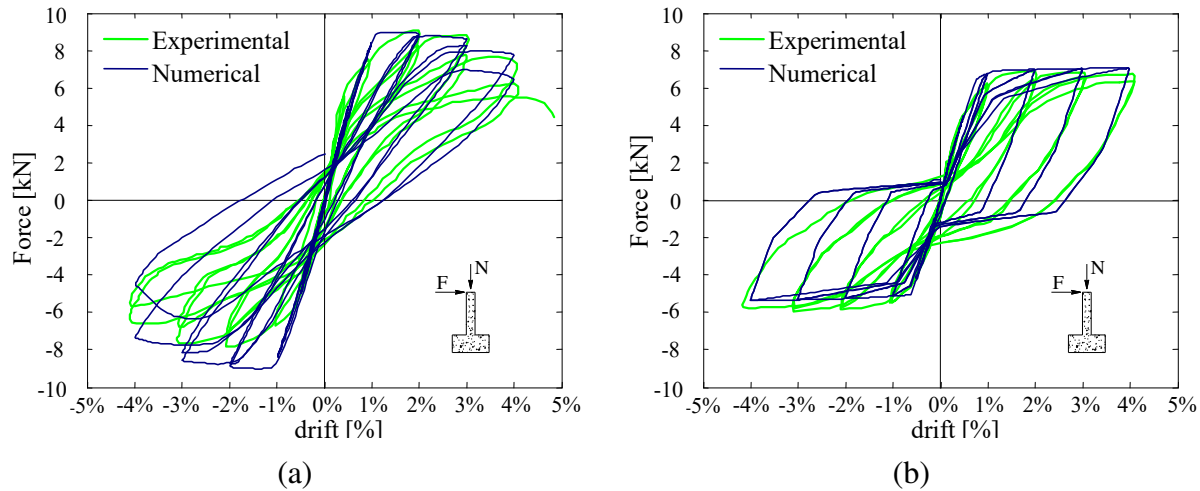 10
8
6
4
2
0
-2
-4
-6
-8
-10
Force [kN]
Experimental
Numerical
F
N
-5% -4% -3% -2% -1% 0% 1% 2% 3% 4% 5%
drift [%]
(a)
10
8
6
4
2
0
-2
-4
-6
-8
-10
Force [kN]
Experimental
Numerical
F
N
-5% -4% -3% -2% -1% 0% 1% 2% 3% 4% 5%
drift [%]
(b)